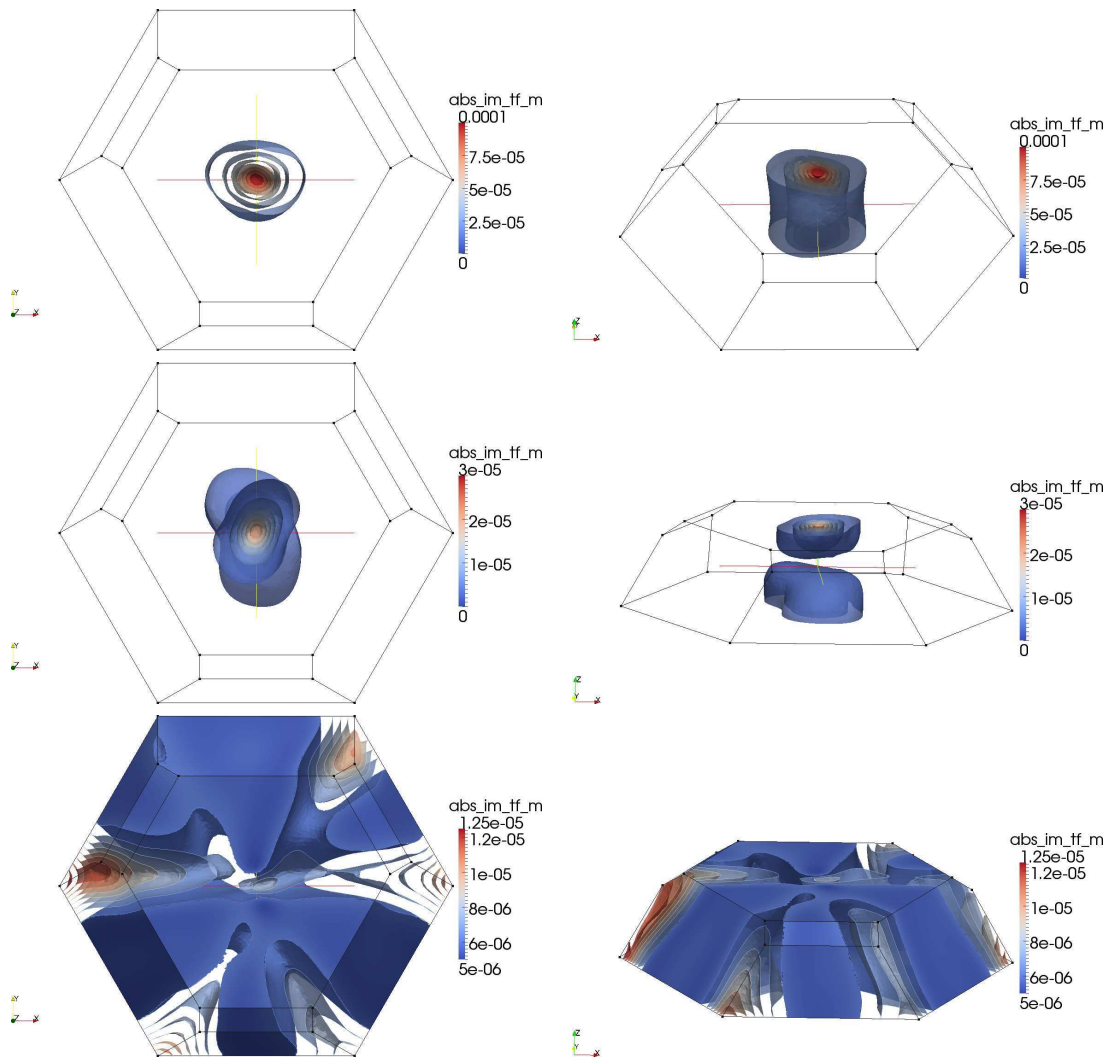 abs_im_tf_m
0.0001
7.5e-05
5e-05
2.5e-05
0
Y
Z X
abs_im_tf_m
0.0001
7.5e-05
5e-05
2.5e-05
0
X
abs_im_tf_m
3e-05
2e-05
1e-05
0
Y
Z X
abs_im_tf_m
3e-05
2e-05
1e-05
0
Z
Y X
abs_im_tf_m
1.25e-05
1.2e-05
1e-05
8e-06
6e-06
5e-06
Y
Z X
abs_im_tf_m
1.25e-05
1.2e-05
1e-05
8e-06
6e-06
5e-06
Z
Y X